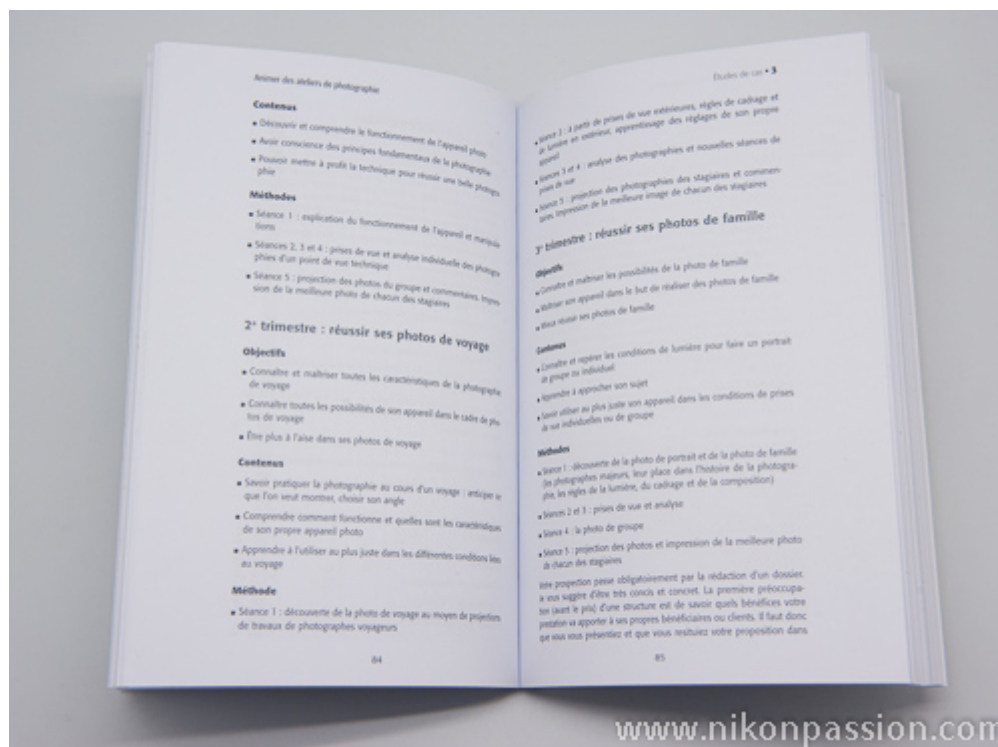 Animer des ateliers de photographie
Contenus
▪ Découvrir et comprendre le fonctionnement de l'appareil photo
▪ Avoir conscience des principes fondamentaux de la photographie
▪ Pouvoir mettre à profit la technique pour réussir une belle photogra-
phie
Méthodes
▪ Séance 1 : explication du fonctionnement de l'appareil et manipula-
tions
▪ Séances 2, 3 et 4 : prises de vue et analyse individuelle des photogra-
phies d'un point de vue technique
▪ Séance 5 : projection des photos du groupe et commentaires, impres-
sion de la meilleure photo de chacun des stagiaires
2e trimestre : réussir ses photos de voyage
Objectifs
▪ Connaître et maîtriser toutes les caractéristiques de la photographie
de voyage
▪ Connaître toutes les possibilités de son appareil dans le cadre de pho-
tos de voyage
▪ Être plus à l'aise dans ses photos de voyage
Contenus
▪ Savoir pratiquer la photographie au cours d'un voyage : anticiper ce
que l'on veut montrer, choisir son angle
▪ Comprendre comment fonctionne et quelles sont les caractéristiques
de son propre appareil photo
▪ Apprendre à l'utiliser au plus juste dans les différentes conditions liées
au voyage
Méthode
▪ Séance 1 : découverte de la photo de voyage au moyen de projections
de travaux de photographes voyageurs
84
Études de cas • 3
▪ Séance 2 : à partir de prises de vue extérieures, règles de cadrage et
de lumière en extérieur, apprentissage des réglages de son propre
appareil
▪ Séances 3 et 4 : analyse des photographies et nouvelles séances de
prises de vue
▪ Séance 5 : projection des photographies des stagiaires et commen-
taires. Impression de la meilleure image de chacun des stagiaires
3e trimestre : réussir ses photos de famille
Objectifs
▪ Connaître et maîtriser les possibilités de la photo de famille
▪ Maîtriser son appareil dans le but de réaliser des photos de famille
▪ Mieux réussir ses photos de famille
Contenus
▪ Connaître et repérer les conditions de lumière pour faire un portrait
de groupe ou individuel
▪ Apprendre à approcher son sujet
▪ Savoir utiliser au plus juste son appareil dans les conditions de prises
de vue individuelles ou de groupe
Méthodes
▪ Séance 1 : découverte de la photo de portrait et de la photo de famille
(les photographes majeurs, leur place dans l'histoire de la photogra-
phie, les règles de la lumière, du cadrage et de la composition)
▪ Séances 2 et 3 : prises de vue et analyse
▪ Séance 4 : la photo de groupe
▪ Séance 5 : projection des photos et impression de la meilleure photo
de chacun des stagiaires
Votre prospection passe obligatoirement par la rédaction d'un dossier.
Je vous suggère d'être très concis et concret. La première préoccupa-
tion (avant le prix) d'une structure est de savoir quels bénéfices votre
prestation va apporter à ses propres bénéficiaires ou clients. Il faut donc
que vous vous présentiez et que vous restituiez votre proposition dans
85
www.nikonpassion.com